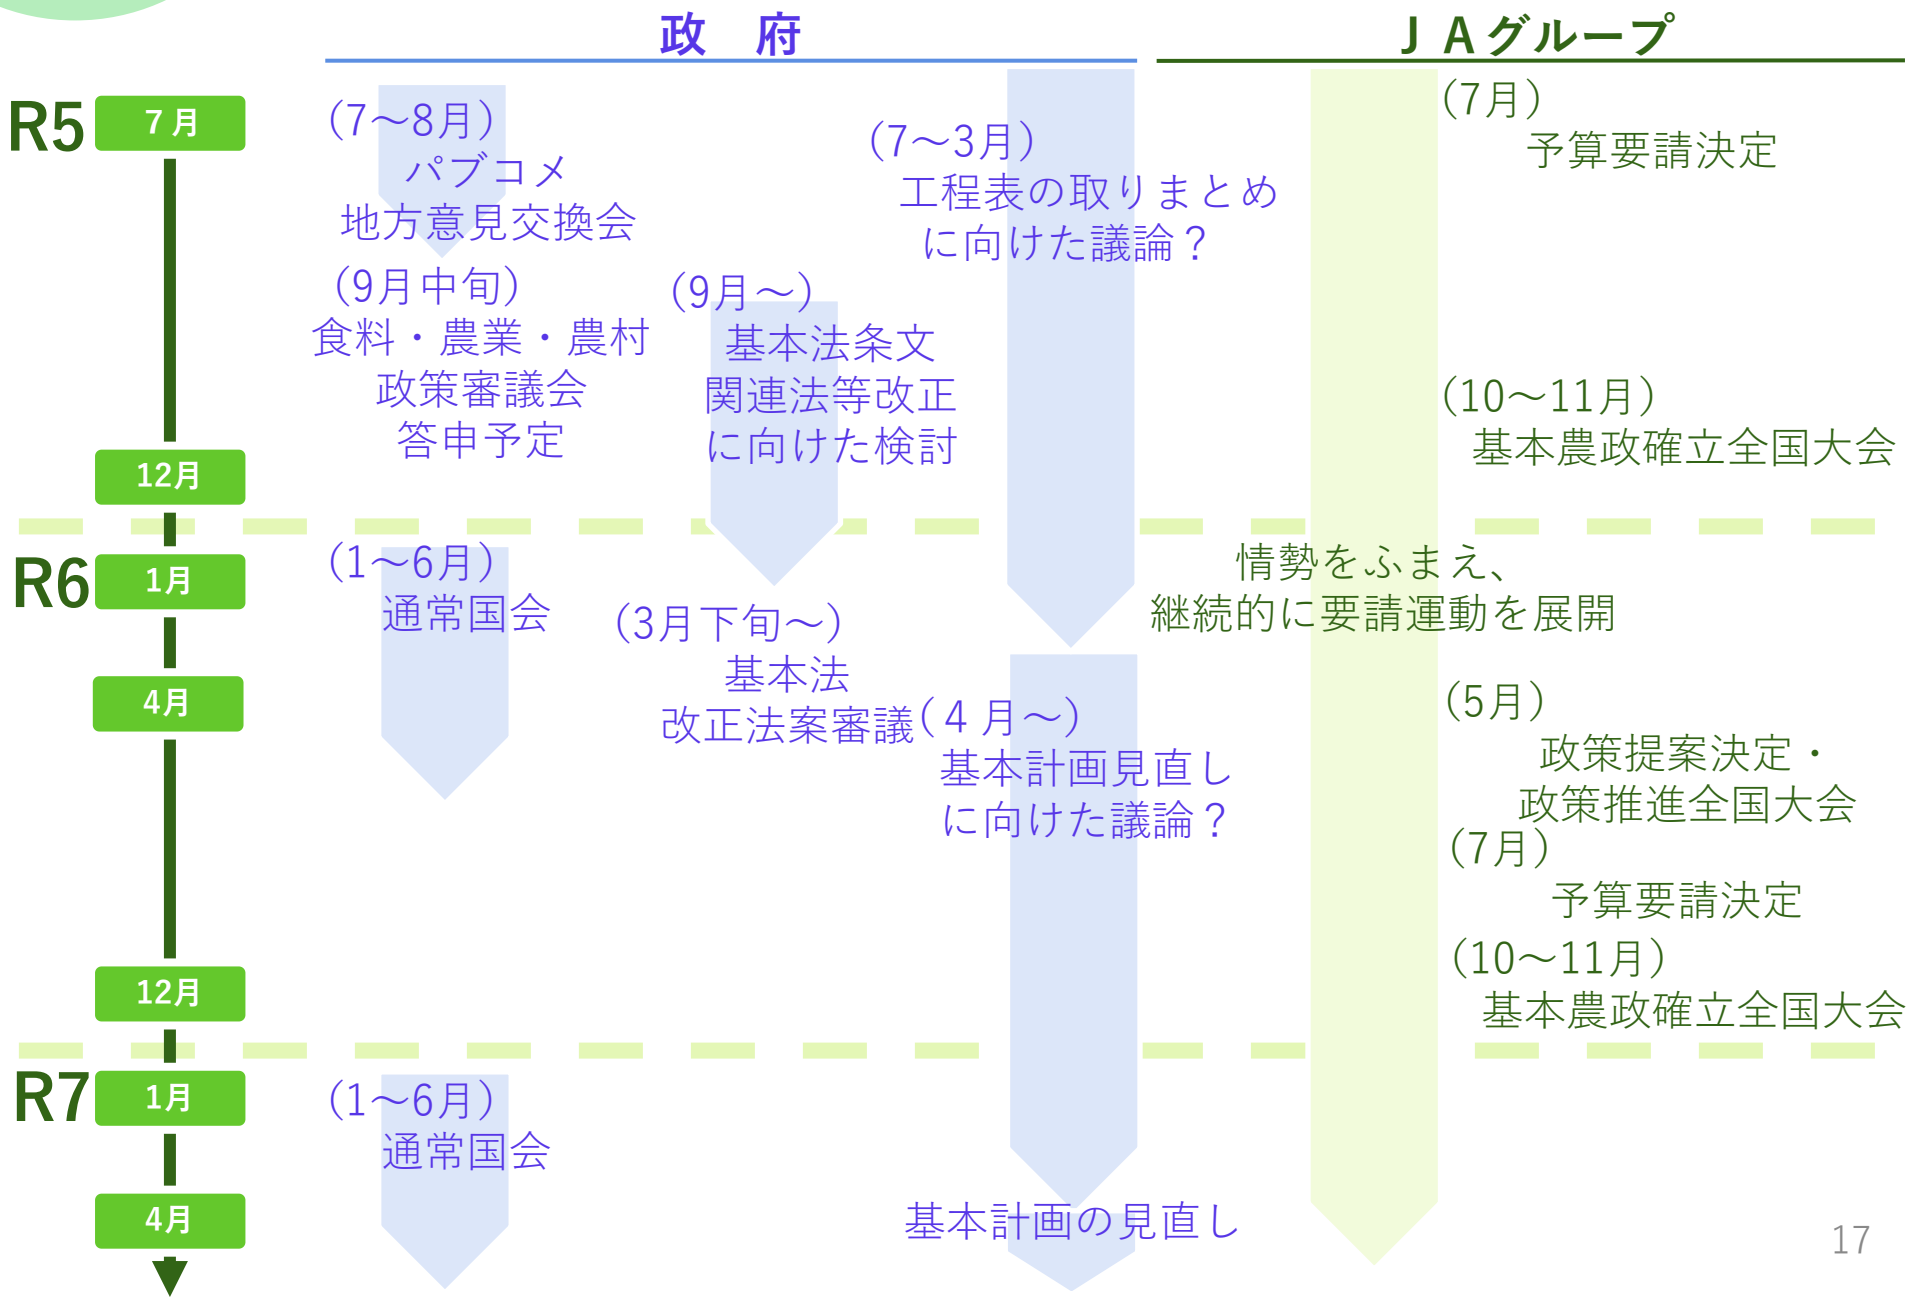 政　府
ＪＡグループ
R5
７月
(7～8月)
パブコメ
地方意見交換会
(9月中旬)
食料・農業・農村
政策審議会
答申予定
(9月～)
基本法条文
関連法等改正
に向けた検討
(7～3月)
工程表の取りまとめ
に向けた議論？
(7月)
予算要請決定
(10～11月)
基本農政確立全国大会
12月
R6
1月
(1～6月)
通常国会
(3月下旬～)
基本法
改正法案審議
情勢をふまえ、
継続的に要請運動を展開
4月
(４月～)
基本計画見直し
に向けた議論？
(5月)
政策提案決定・
政策推進全国大会
(7月)
予算要請決定
(10～11月)
基本農政確立全国大会
12月
R7
1月
(1～6月)
通常国会
4月
基本計画の見直し
17